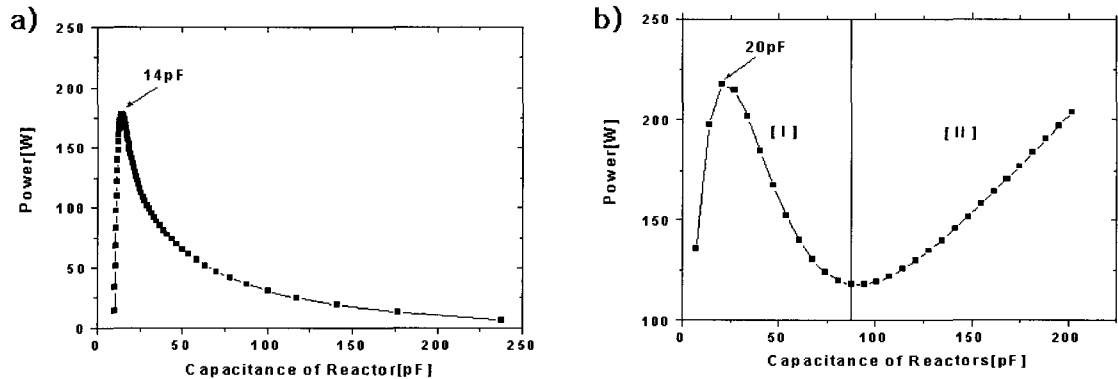 a)
250
200
150
100
50
0
Power[W]
14pF
0 50 100 150 200 250
Capacitance of Reactor[pF]
b)
250
200
150
100
Power[W]
20pF
[ I ]
[ II ]
0 50 100 150 200
Capacitance of Reactors[pF]